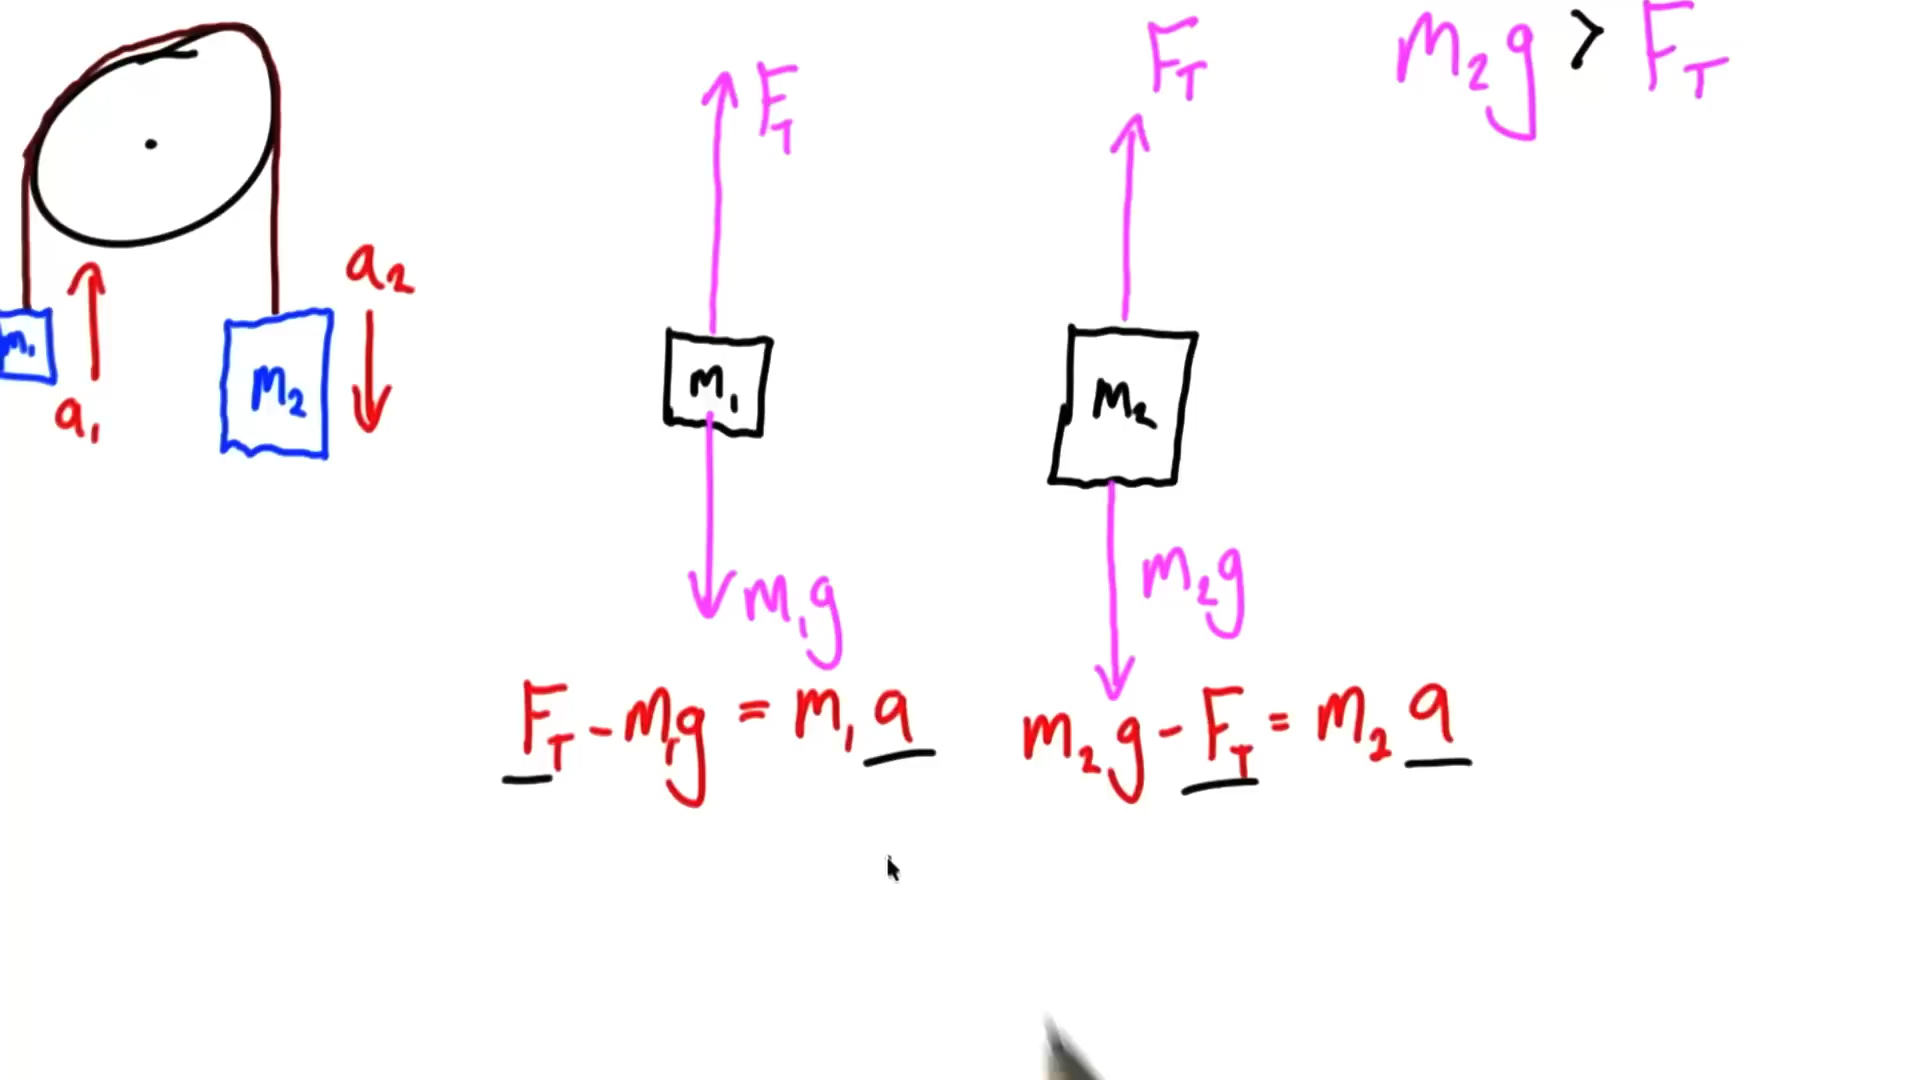 F_T
F_T
m₂g > F_T
a₂
m₁
m₂
a₁
m₁
m₂
m₁g
m₂g
F_T - m₁g = m₁a
m₂g - F_T = m₂a